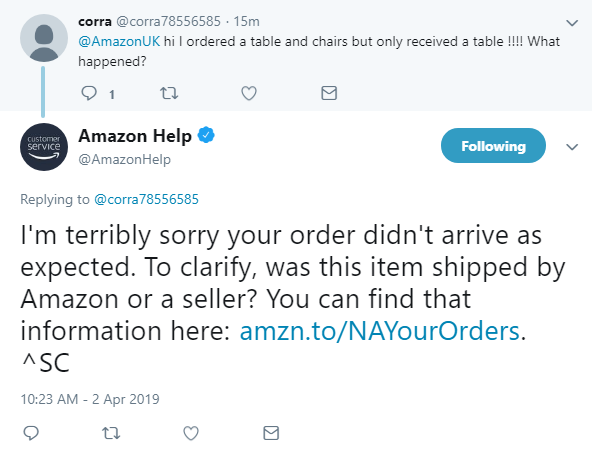 corra @corra78556585 · 15m
@AmazonUK hi I ordered a table and chairs but only received a table !!!! What
happened?
1
customer
service
Amazon Help
@AmazonHelp
Following
Replying to @corra78556585
I'm terribly sorry your order didn't arrive as
expected. To clarify, was this item shipped by
Amazon or a seller? You can find that
information here: amzn.to/NAYourOrders.
^SC
10:23 AM - 2 Apr 2019